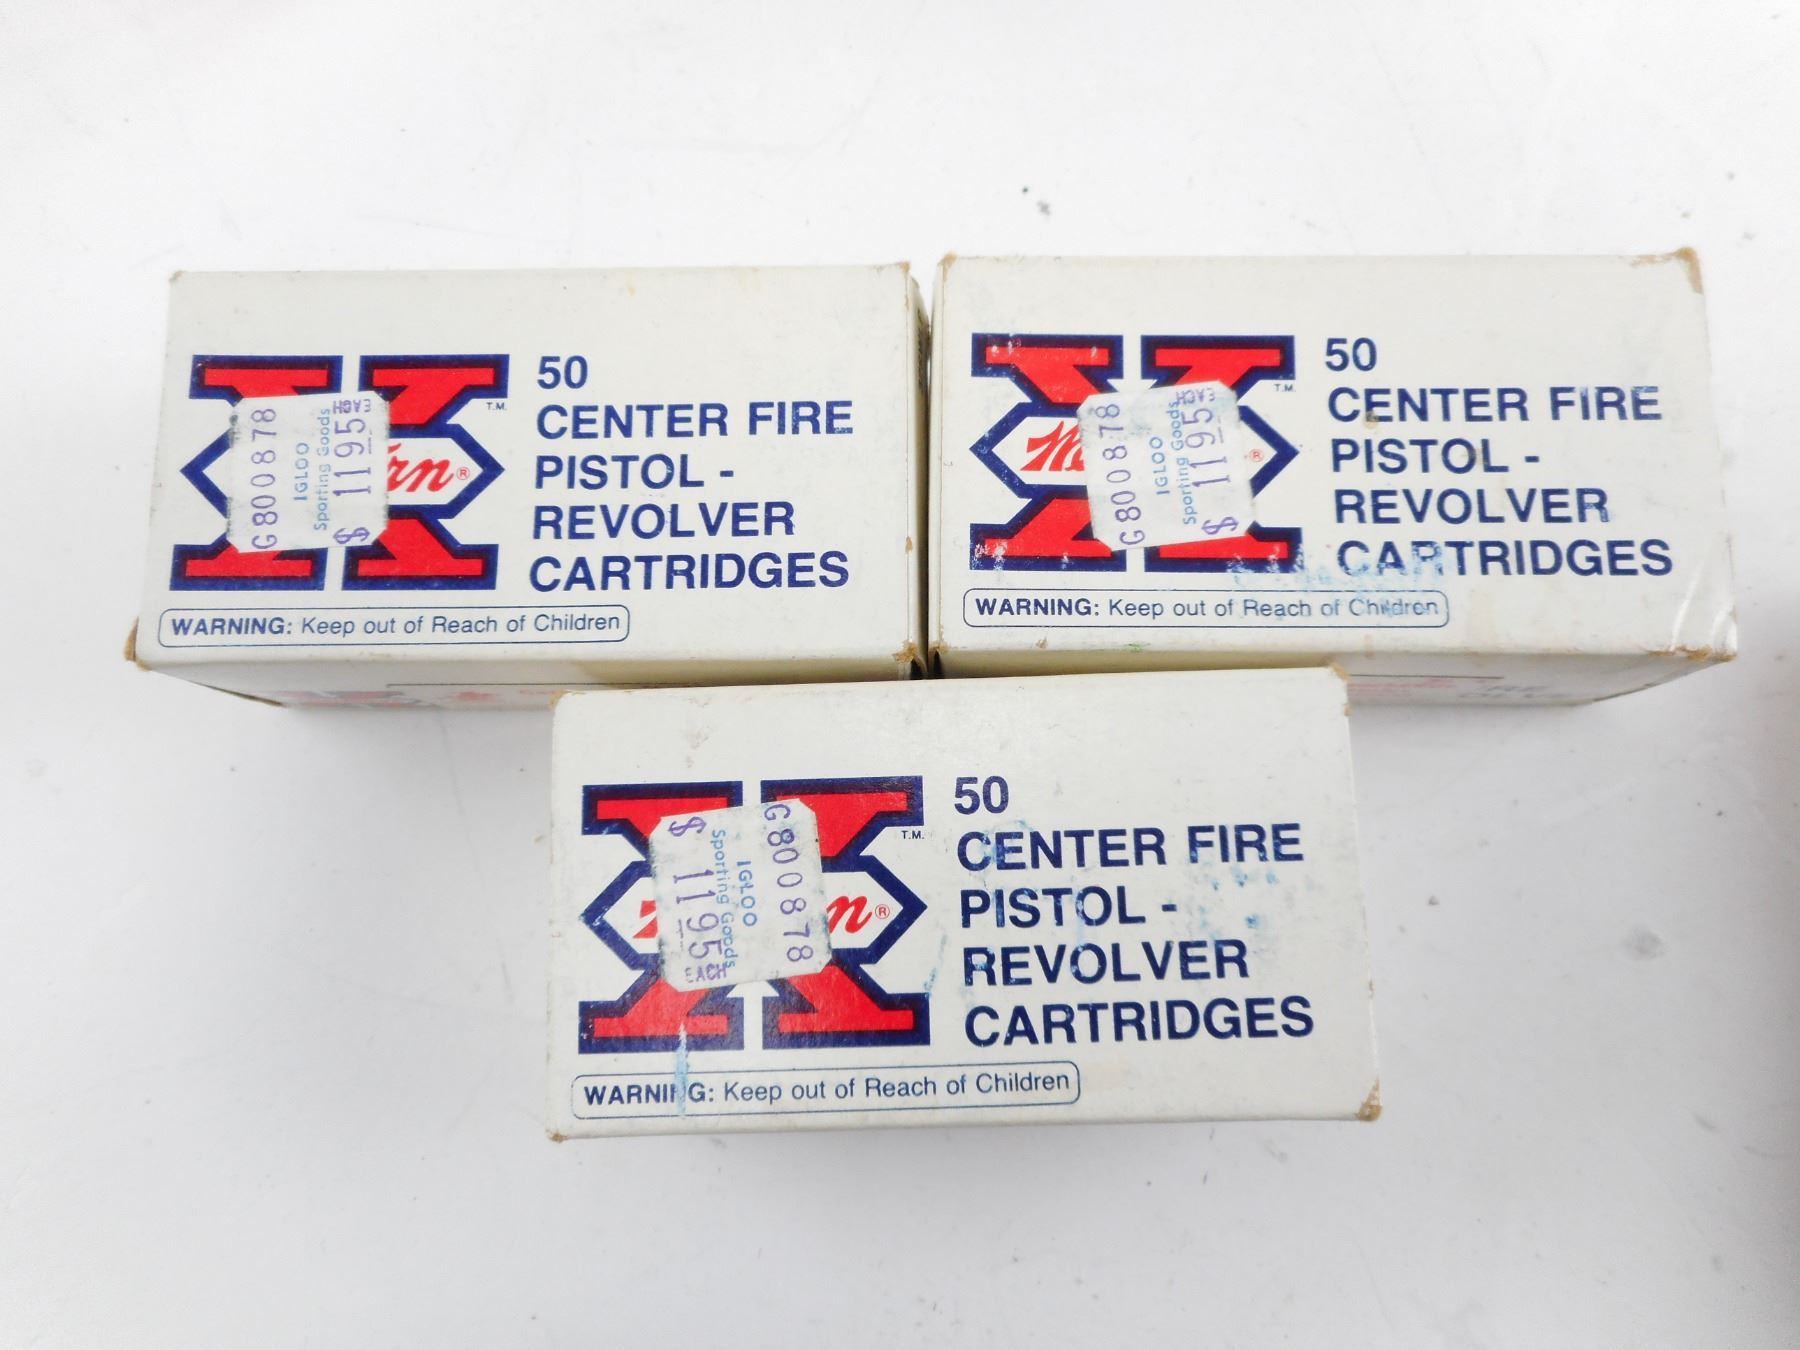 50
CENTER FIRE
PISTOL -
REVOLVER
CARTRIDGES
T.M.
®
G800878
IGLOO
Sporting Goods
$ 1195
EACH
WARNING: Keep out of Reach of Children
50
CENTER FIRE
PISTOL -
REVOLVER
CARTRIDGES
T.M.
®
G800878
IGLOO
Sporting Goods
$ 1195
EACH
WARNING: Keep out of Reach of Children
50
CENTER FIRE
PISTOL -
REVOLVER
CARTRIDGES
T.M.
®
G800878
IGLOO
Sporting Goods
$ 1195
EACH
WARNING: Keep out of Reach of Children